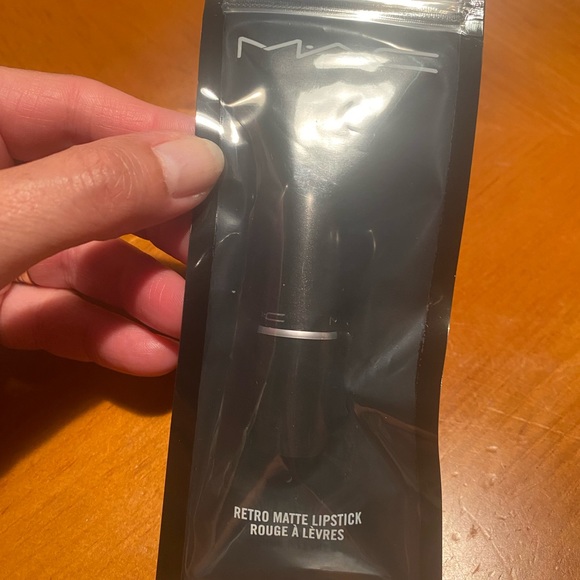 M·A·C
RETRO MATTE LIPSTICK
ROUGE À LÈVRES